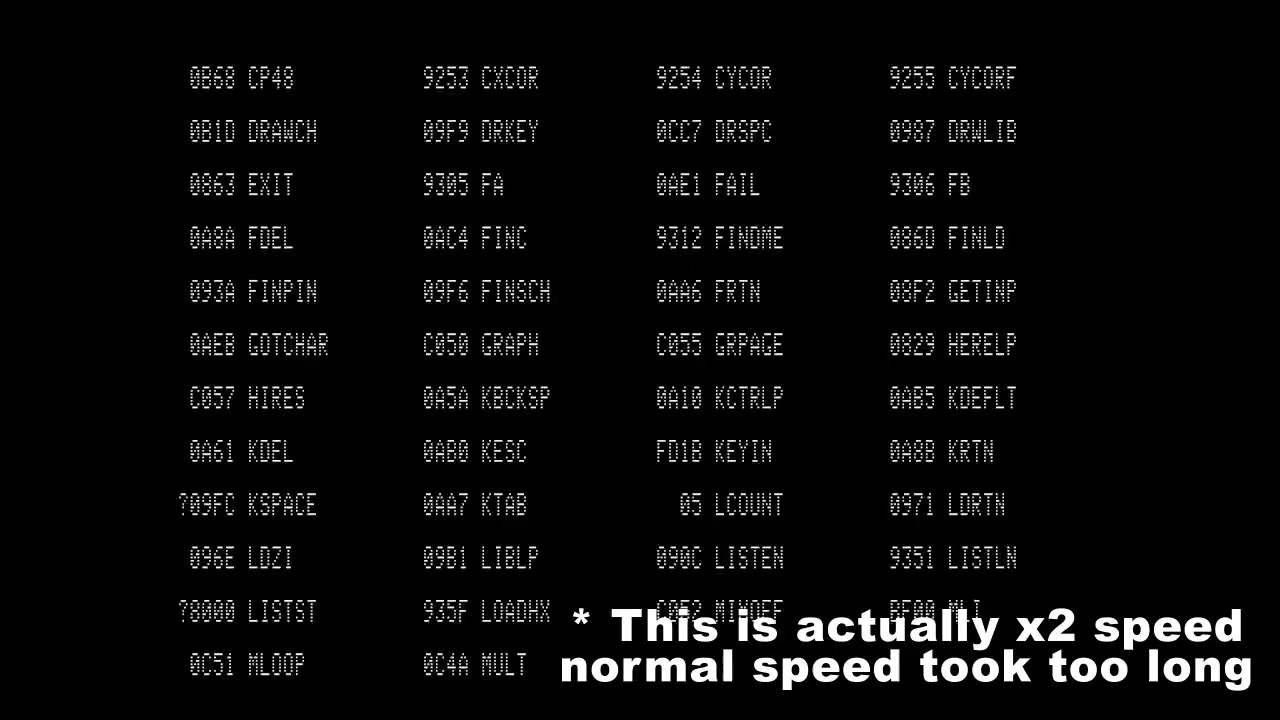 0B68 CP48 9253 CXCOR 9254 CYCOR 9255 CYCORF
0B1D DRAWCH 09F9 DRKEY 0CC7 DRSPC 0987 DRWLIB
0863 EXIT 9305 FA 0AE1 FAIL 9306 FB
0A8A FDEL 0AC4 FINC 9312 FINDME 086D FINLD
093A FINPIN 09F6 FINSCH 0AA6 FRTN 08F2 GETINP
0AEB GOTCHAR C050 GRAPH C055 GRPAGE 0829 HERELP
C057 HIRES 0A5A KBCKSP 0A10 KCTRLP 0AB5 KDEFLT
0A61 KDEL 0AB0 KESC FD1B KEYIN 0A8B KRTN
?09FC KSPACE 0AA7 KTAB 05 LCOUNT 0971 LDRTN
096E LDZI 09B1 LIBLP 090C LISTEN 9351 LISTLN
?8000 LISTST 935F LOADHX
0C51 MLOOP 0C4A MULT
* This is actually x2 speed
normal speed took too long